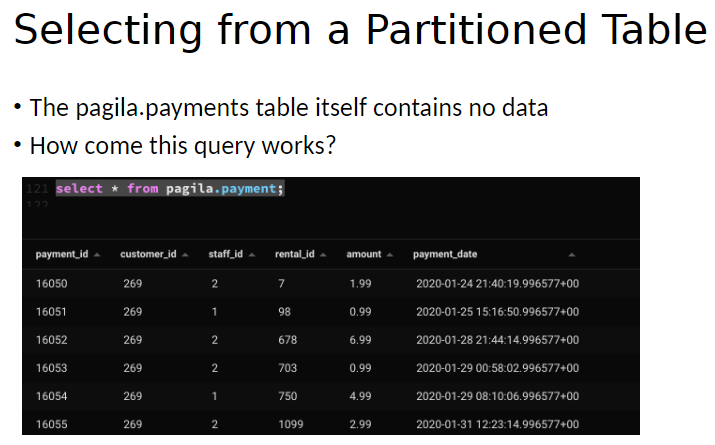 Selecting from a Partitioned Table
• The pagila.payments table itself contains no data
• How come this query works?
121 select * from pagila.payment;
122
payment_id customer_id staff_id rental_id amount payment_date
16050 269 2 7 1.99 2020-01-24 21:40:19.996577+00
16051 269 1 98 0.99 2020-01-25 15:16:50.996577+00
16052 269 2 678 6.99 2020-01-28 21:44:14.996577+00
16053 269 2 703 0.99 2020-01-29 00:58:02.996577+00
16054 269 1 750 4.99 2020-01-29 08:10:06.996577+00
16055 269 2 1099 2.99 2020-01-31 12:23:14.996577+00